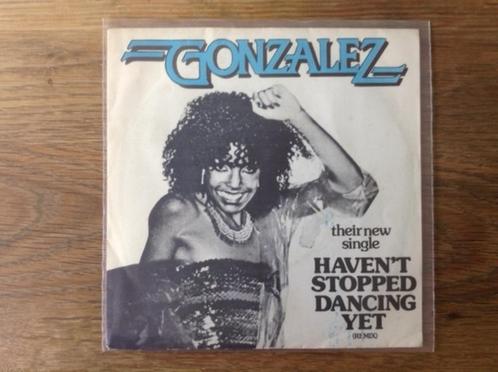 GONZALEZ
their new
single
HAVEN'T
STOPPED
DANCING
YET
(REMIX)